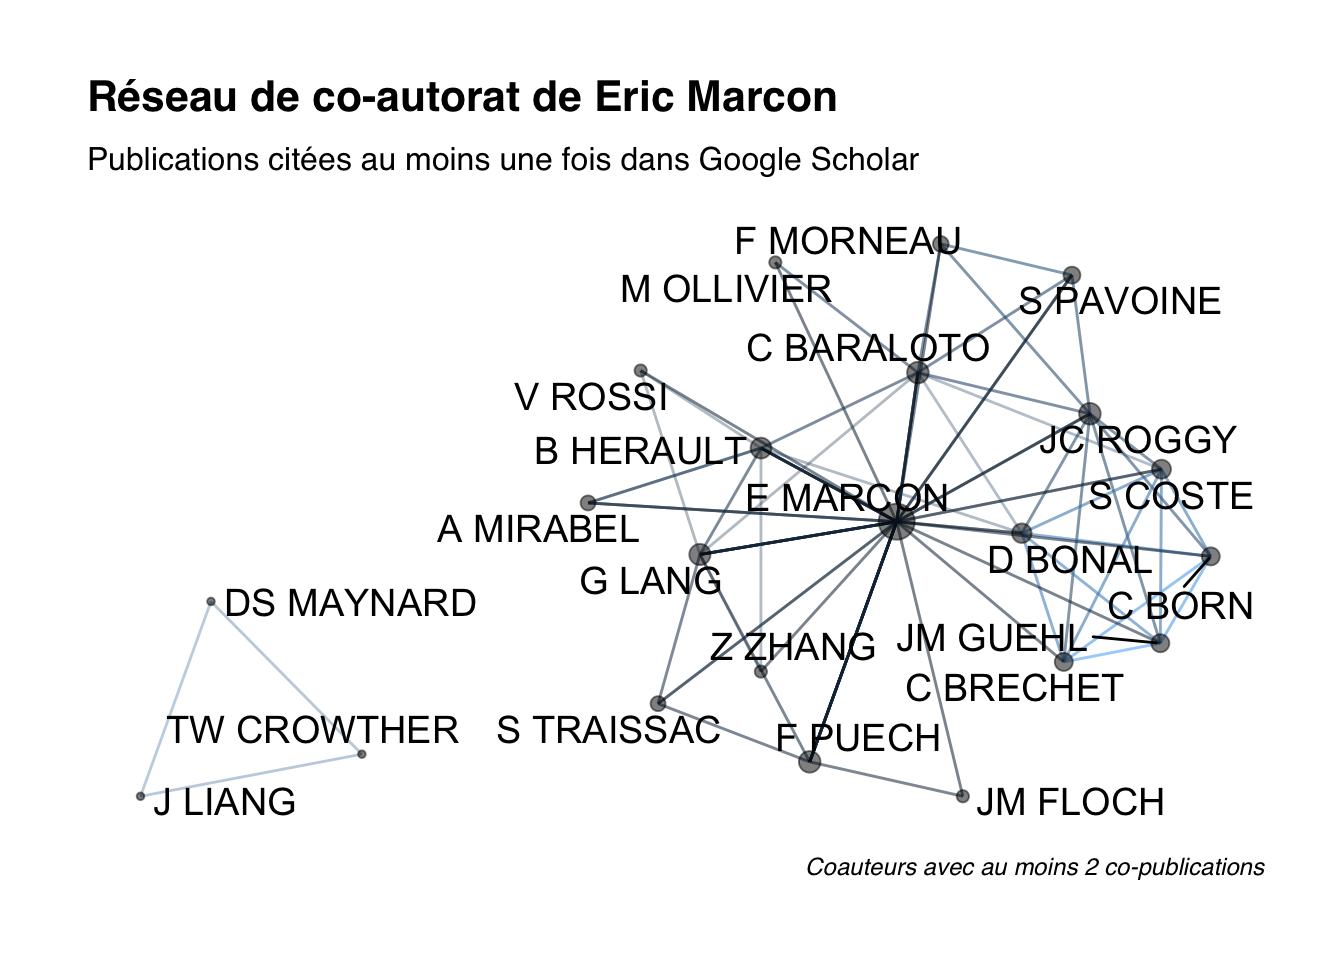 Réseau de co-autorat de Eric Marcon
Publications citées au moins une fois dans Google Scholar
F MORNEAU
M OLLIVIER
S PAVOINE
C BARALOTO
V ROSSI
B HERAULT
JC ROGGY
E MARCON
S COSTE
A MIRABEL
D BONAL
G LANG
DS MAYNARD
C BORN
Z ZHANG
JM GUEHL
C BRECHET
TW CROWTHER
S TRAISSAC
F PUECH
J LIANG
JM FLOCH
Coauteurs avec au moins 2 co-publications